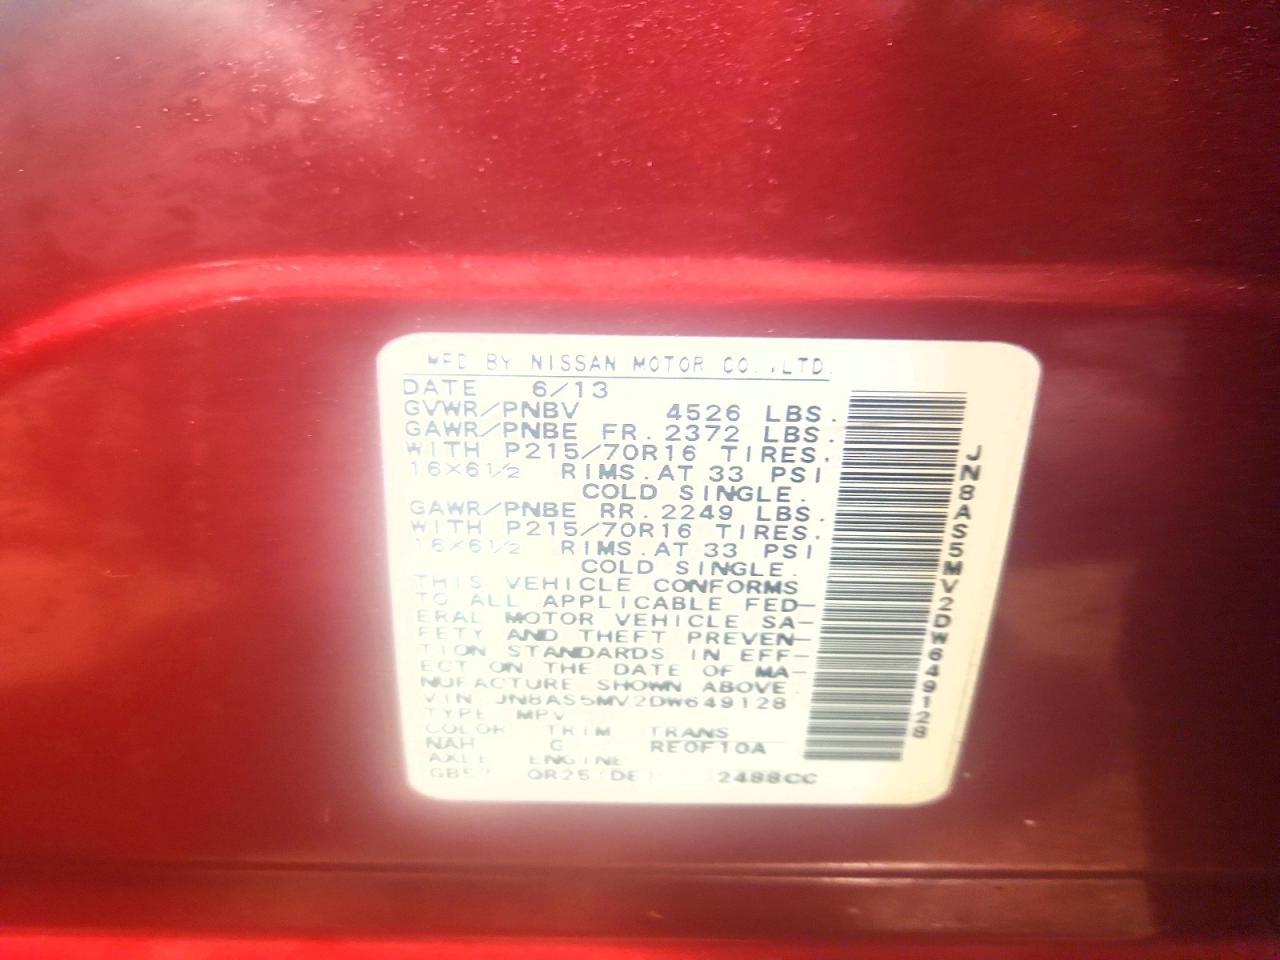 MFD BY NISSAN MOTOR CO.,LTD.
DATE 6/13
GVWR/PNBV 4526 LBS.
GAWR/PNBE FR. 2372 LBS.
WITH P215/70R16 TIRES.
16×6½ RIMS.AT 33 PSI
COLD SINGLE.
GAWR/PNBE RR. 2249 LBS.
WITH P215/70R16 TIRES.
16×6½ RIMS.AT 33 PSI
COLD SINGLE.
THIS VEHICLE CONFORMS
TO ALL APPLICABLE FED-
ERAL MOTOR VEHICLE SA-
FETY AND THEFT PREVEN-
TION STANDARDS IN EFF-
ECT ON THE DATE OF MA-
NUFACTURE SHOWN ABOVE.
VIN JN8AS5MV2DW649128
TYPE MPV
COLOR TRIM TRANS
NAH G RE0F10A
AXLE ENGINE
QR25(DE) 2488CC
JN8AS5MV2DW649128